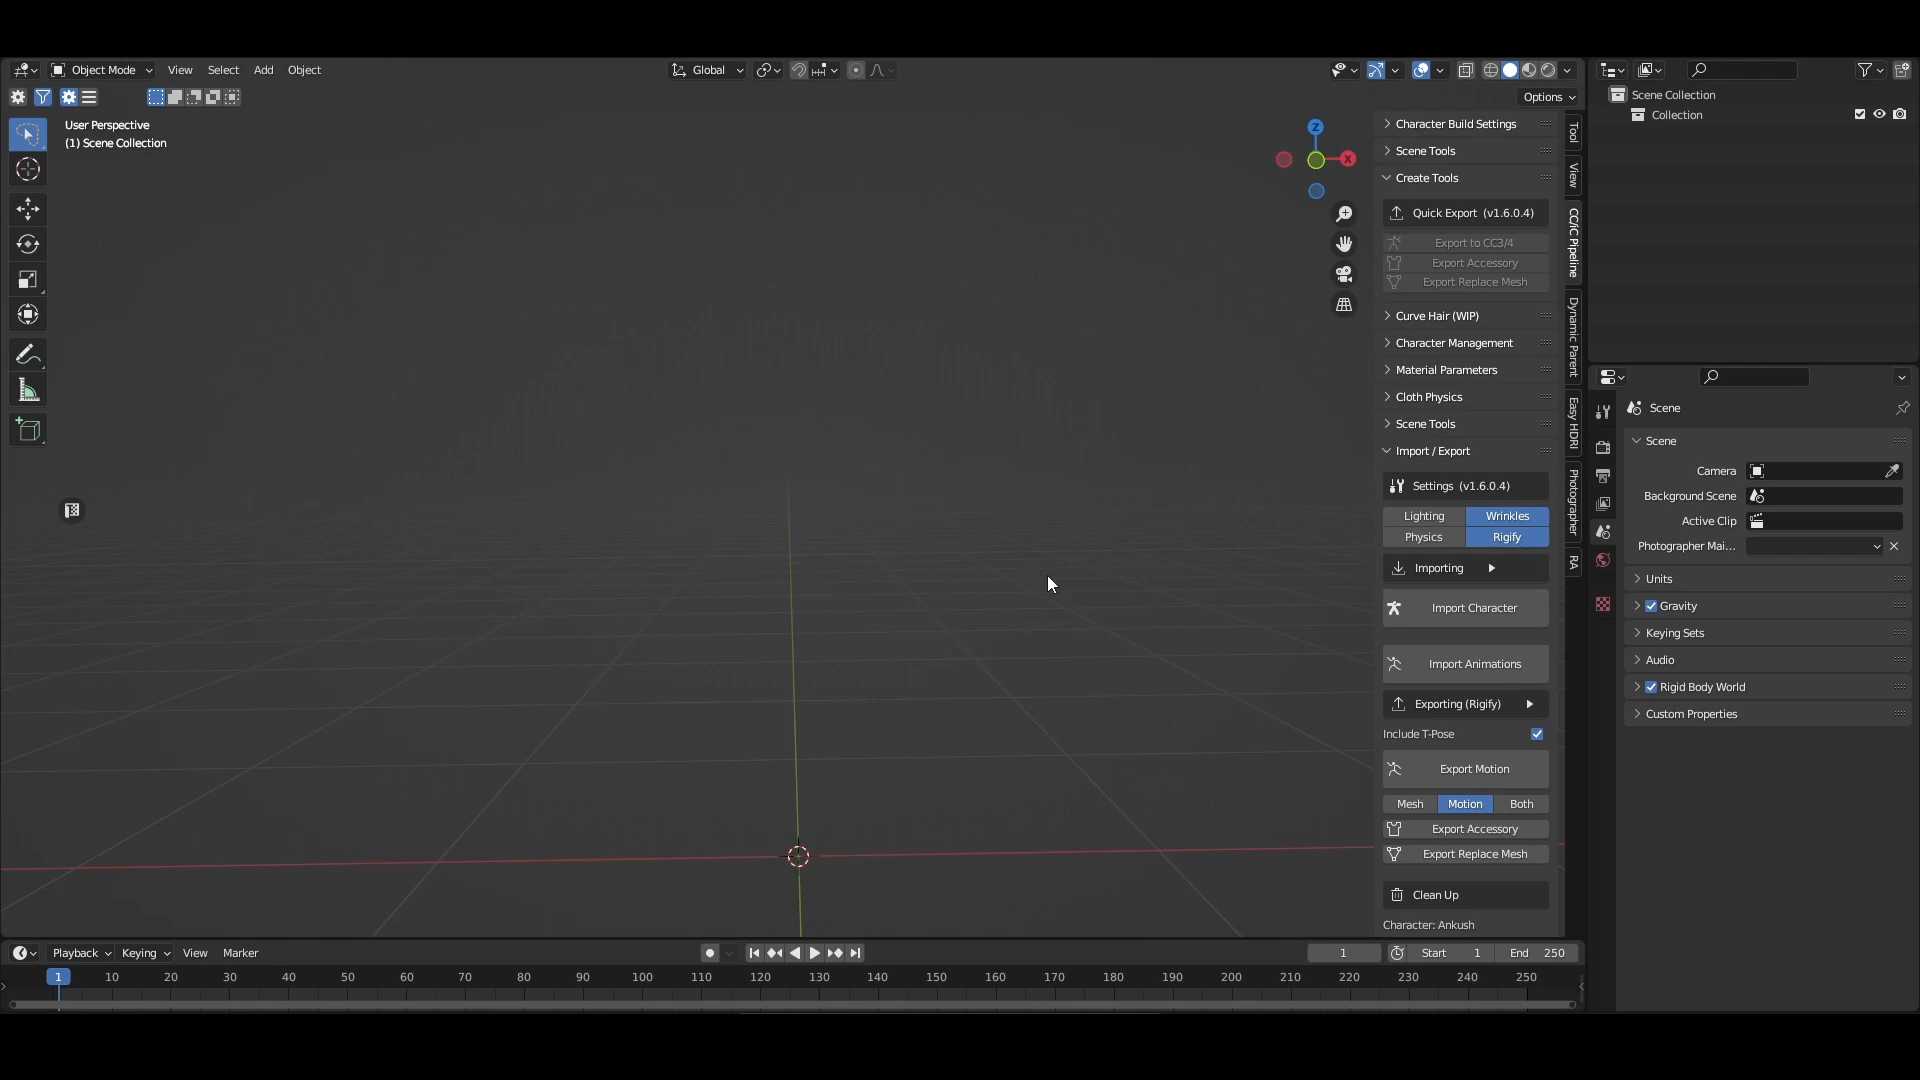 Object Mode
View
Select
Add
Object
Global
Options
User Perspective
(1) Scene Collection
Z
X
Character Build Settings
Scene Tools
Create Tools
Quick Export (v1.6.0.4)
Export to CC3/4
Export Accessory
Export Replace Mesh
Curve Hair (WIP)
Character Management
Material Parameters
Cloth Physics
Scene Tools
Import / Export
Settings (v1.6.0.4)
Lighting
Wrinkles
Physics
Rigify
Importing
Import Character
Import Animations
Exporting (Rigify)
Include T-Pose
Export Motion
Mesh
Motion
Both
Export Accessory
Export Replace Mesh
Clean Up
Character: Ankush
Tool
View
CC/iC Pipeline
Dynamic Parent
Easy HDRI
Photographer
RA
Scene Collection
Collection
Scene
Scene
Camera
Background Scene
Active Clip
Photographer Mai...
Units
Gravity
Keying Sets
Audio
Rigid Body World
Custom Properties
Playback
Keying
View
Marker
1
Start 1
End 250
1 10 20 30 40 50 60 70 80 90 100 110 120 130 140 150 160 170 180 190 200 210 220 230 240 250